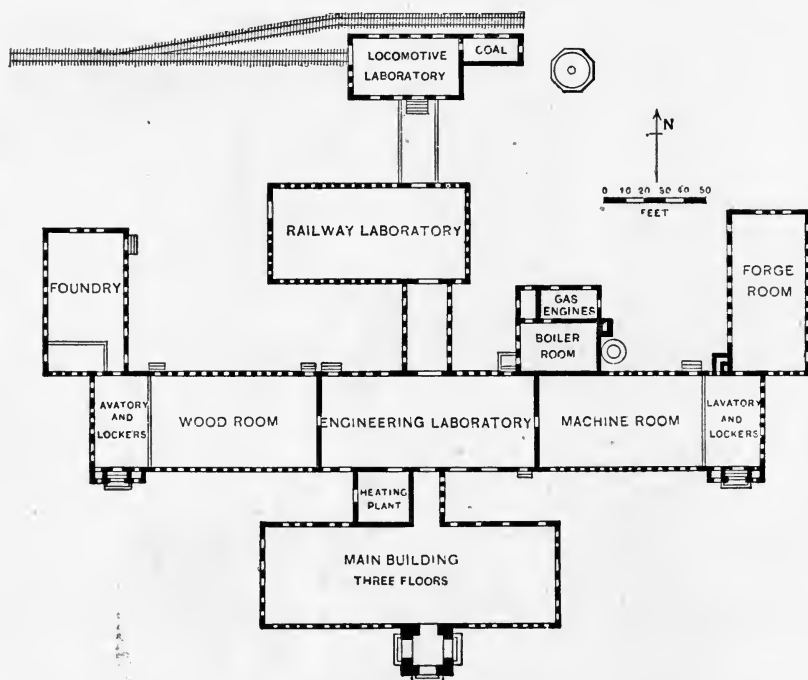 LOCOMOTIVE
LABORATORY
COAL
N
0 10 20 30 40 50
FEET
RAILWAY LABORATORY
FOUNDRY
FORGE
ROOM
GAS
ENGINES
BOILER
ROOM
AVATORY
AND
LOCKERS
WOOD ROOM
ENGINEERING LABORATORY
MACHINE ROOM
LAVATORY
AND
LOCKERS
HEATING
PLANT
MAIN BUILDING
THREE FLOORS